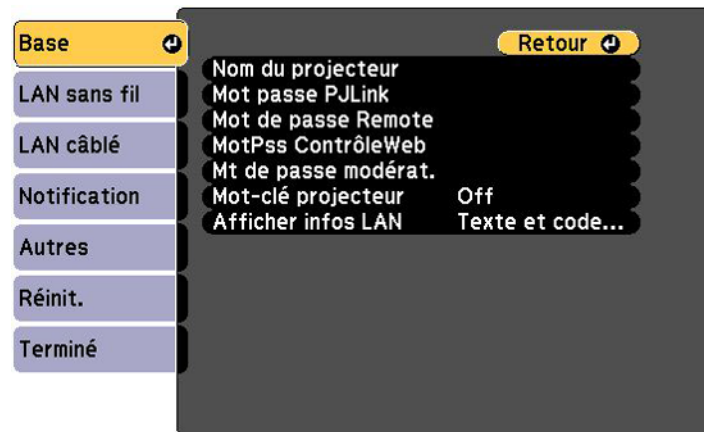 Base
LAN sans fil
LAN câblé
Notification
Autres
Réinit.
Terminé
Retour
Nom du projecteur
Mot passe PJLink
Mot de passe Remote
MotPss ContrôleWeb
Mt de passe modérat.
Mot-clé projecteur Off
Afficher infos LAN Texte et code...